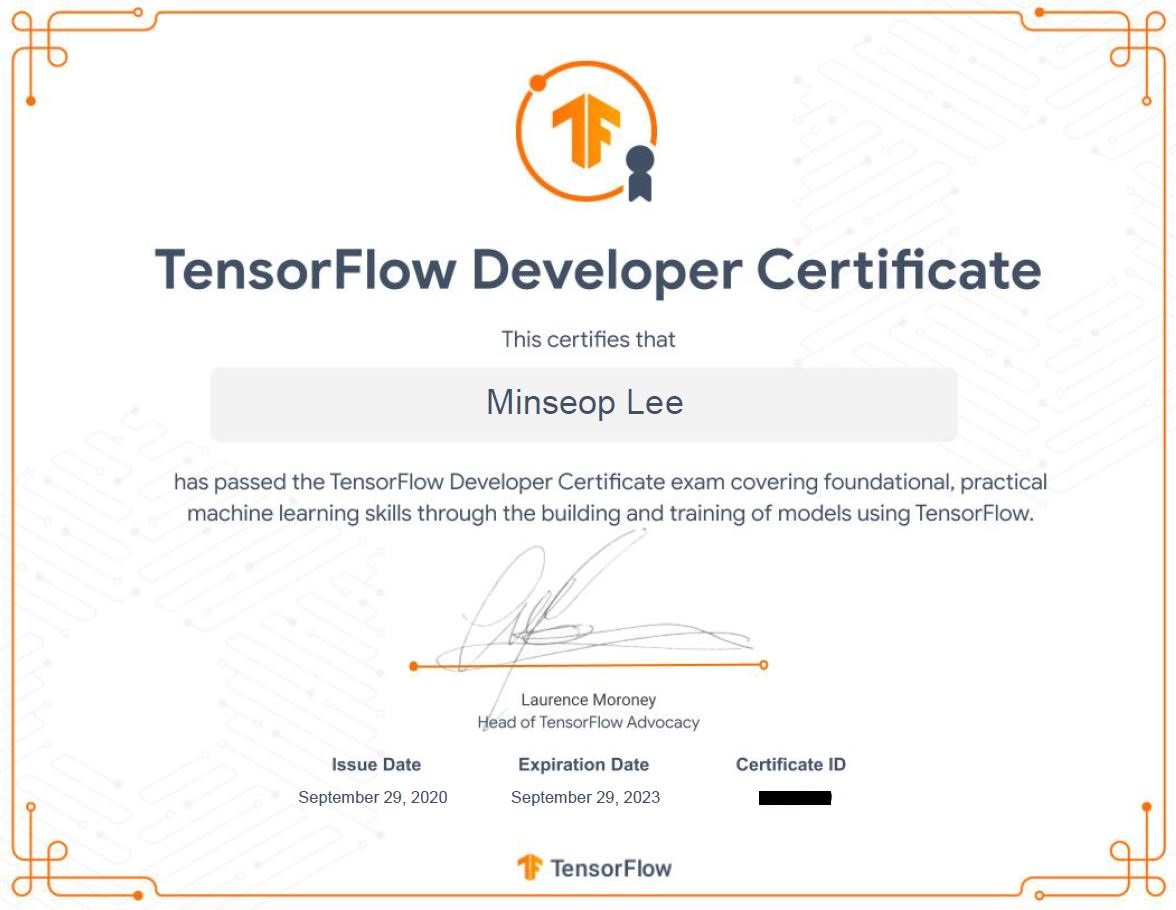 TensorFlow Developer Certificate
This certifies that
Minseop Lee
has passed the TensorFlow Developer Certificate exam covering foundational, practical
machine learning skills through the building and training of models using TensorFlow.
Laurence Moroney
Head of TensorFlow Advocacy
Issue Date Expiration Date Certificate ID
September 29, 2020 September 29, 2023
TensorFlow